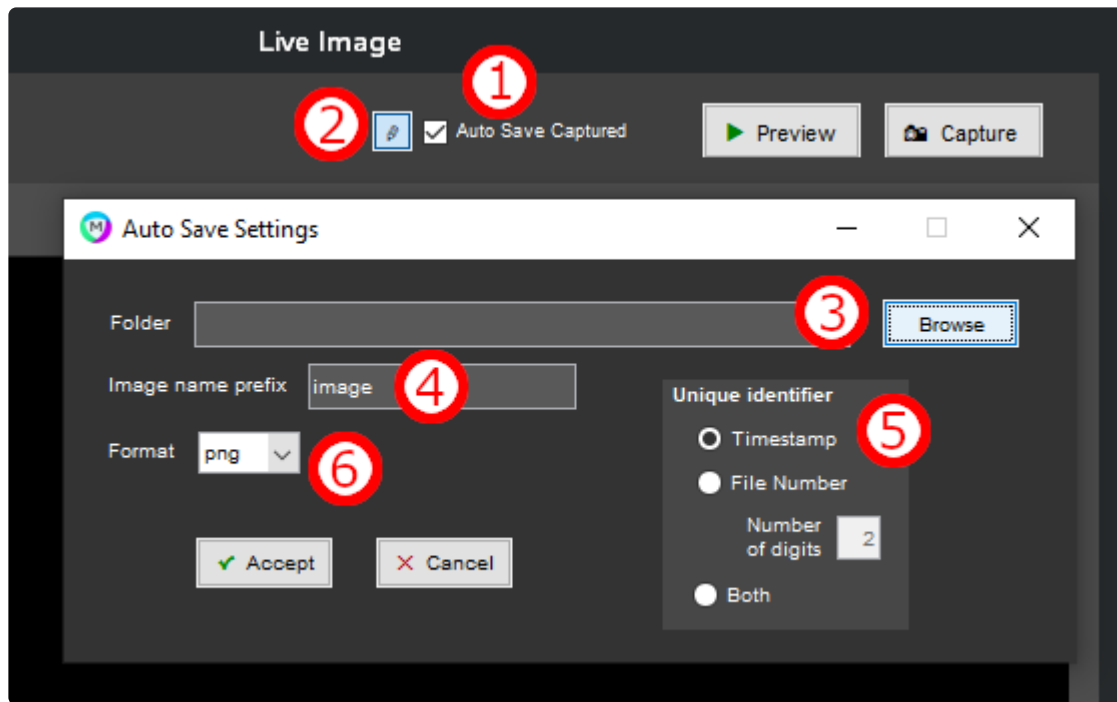 Live Image
1
2
Auto Save Captured
Preview
Capture
M
Auto Save Settings
Folder
3
Browse
Image name prefix
image
4
Unique identifier
5
Timestamp
Format
png
6
File Number
Number
of digits
2
Accept
Cancel
Both